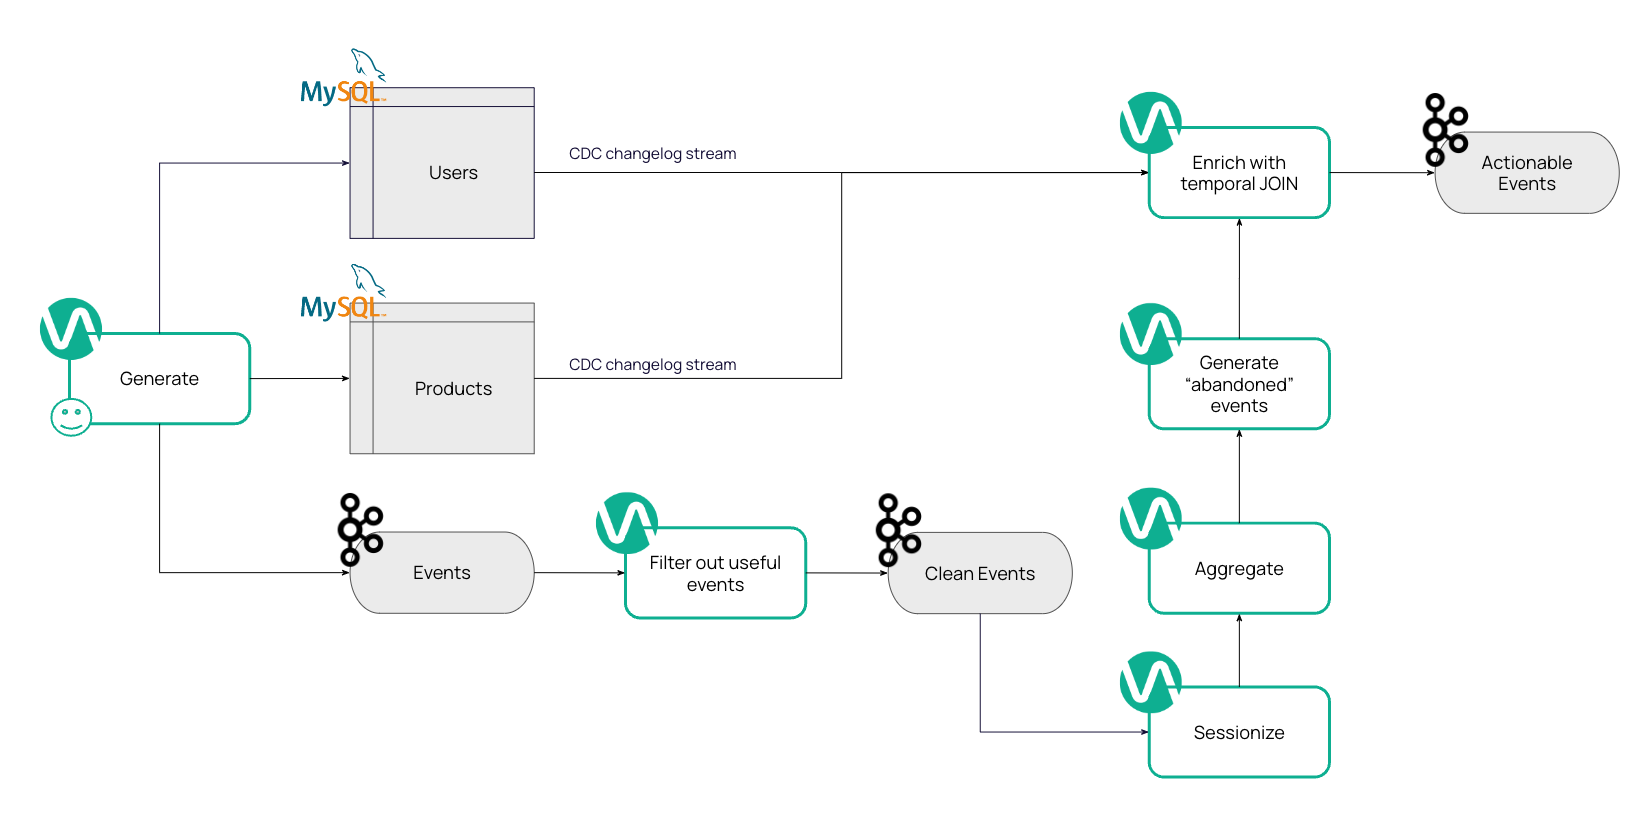 MySQL
Users
CDC changelog stream
Enrich with
temporal JOIN
Actionable
Events
MySQL
Products
CDC changelog stream
Generate
Generate
“abandoned”
events
Events
Filter out useful
events
Clean Events
Aggregate
Sessionize